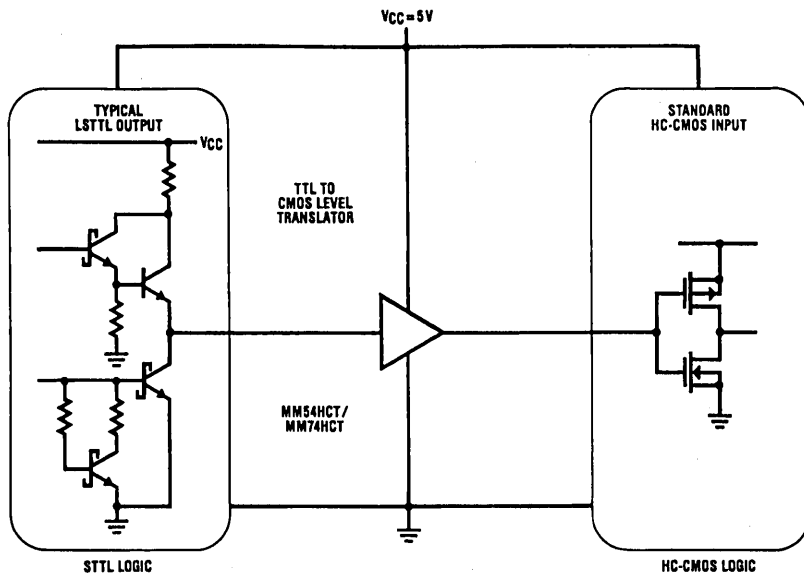 VCC = 5V
TYPICAL
LSTTL OUTPUT
VCC
TTL TO
CMOS LEVEL
TRANSLATOR
STANDARD
HC-CMOS INPUT
MM54HCT/
MM74HCT
STTL LOGIC
HC-CMOS LOGIC